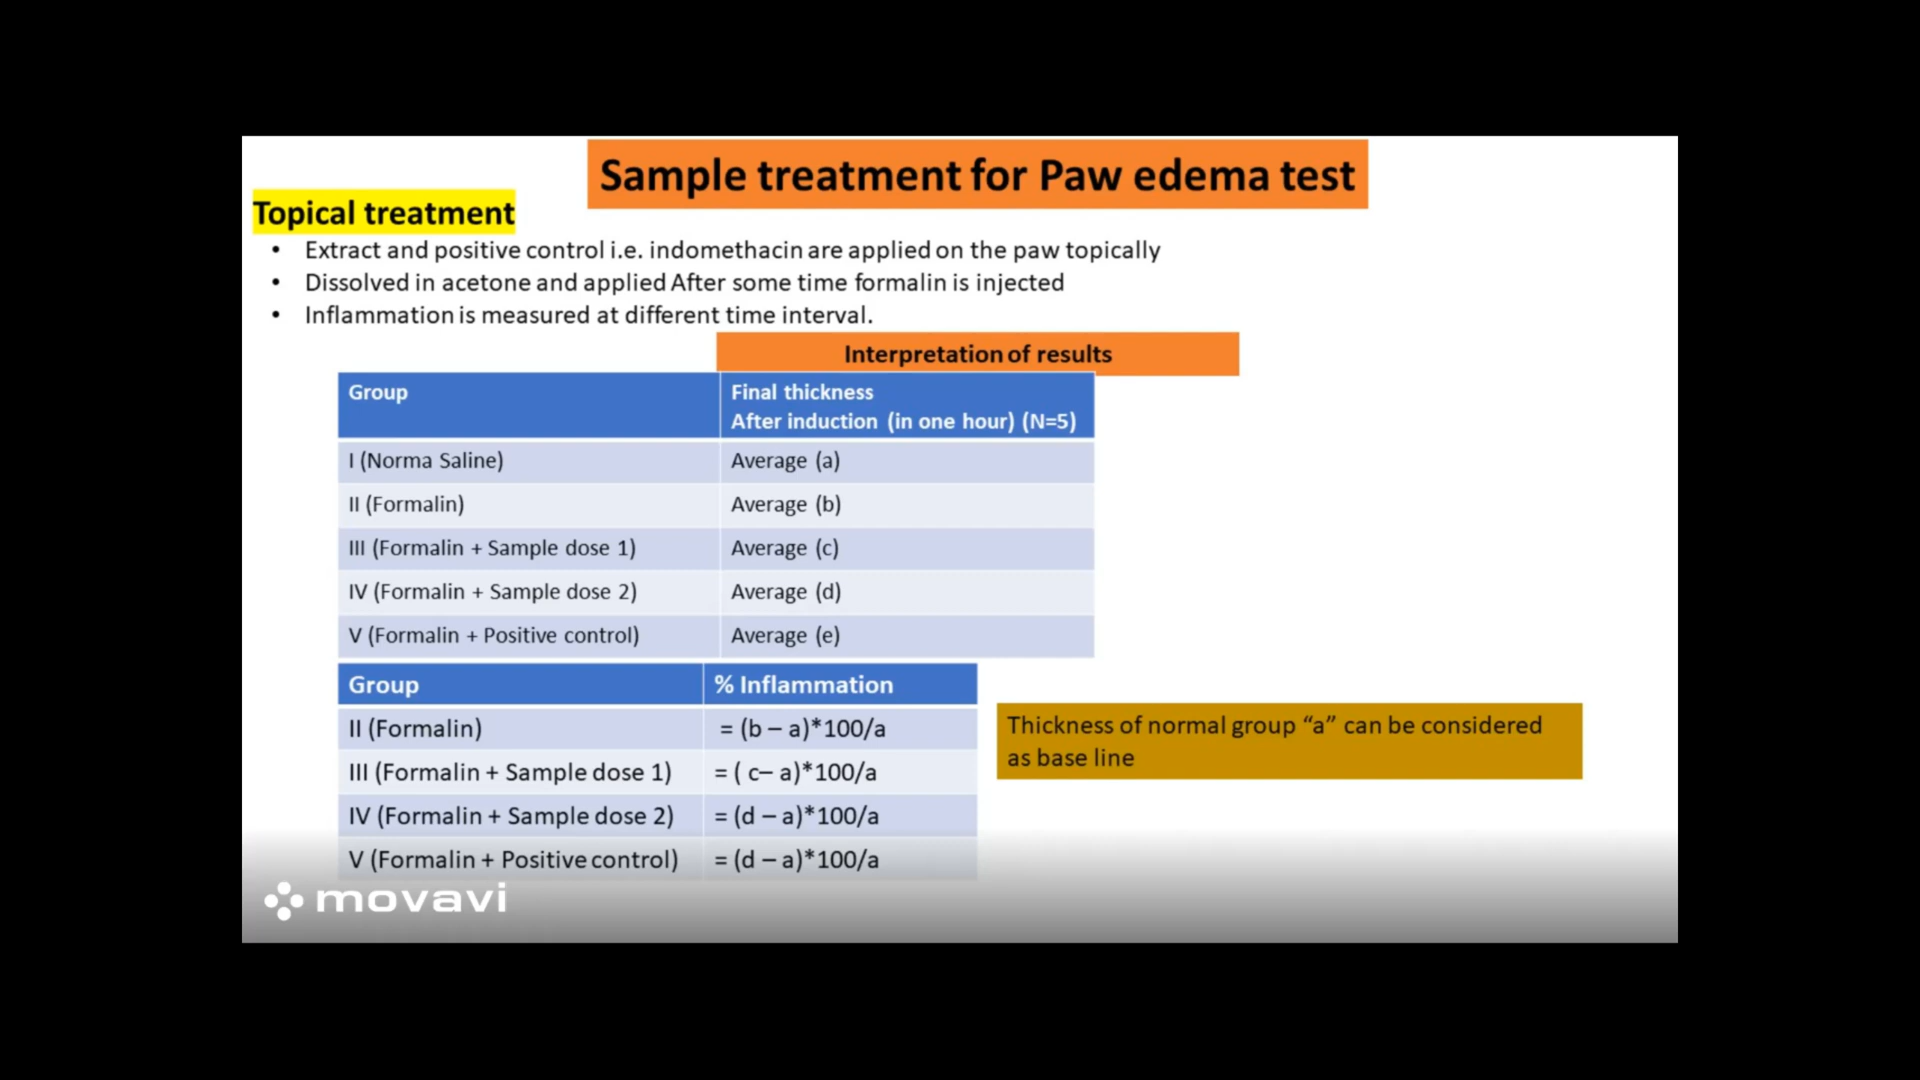 Sample treatment for Paw edema test
Topical treatment
• Extract and positive control i.e. indomethacin are applied on the paw topically
• Dissolved in acetone and applied After some time formalin is injected
• Inflammation is measured at different time interval.
Interpretation of results
Group Final thickness
After induction (in one hour) (N=5)
I (Norma Saline) Average (a)
II (Formalin) Average (b)
III (Formalin + Sample dose 1) Average (c)
IV (Formalin + Sample dose 2) Average (d)
V (Formalin + Positive control) Average (e)
Group % Inflammation
II (Formalin) = (b – a)*100/a
III (Formalin + Sample dose 1) = ( c– a)*100/a
IV (Formalin + Sample dose 2) = (d – a)*100/a
V (Formalin + Positive control) = (d – a)*100/a
Thickness of normal group “a” can be considered
as base line
movavi